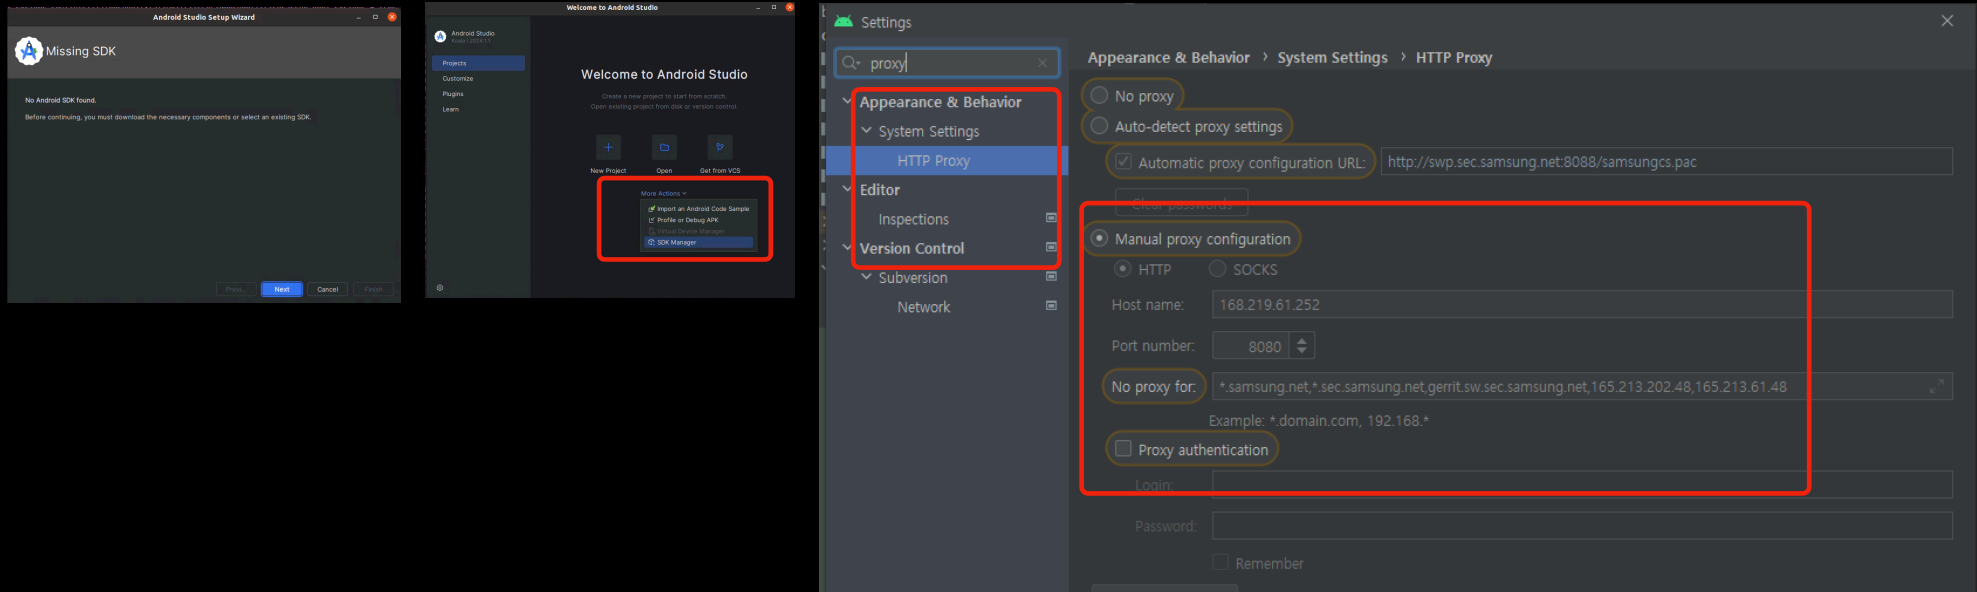 Android Studio Setup Wizard
Missing SDK
No Android SDK found.
Before continuing, you must download the necessary components or select an existing SDK.
Next
Cancel
Finish
Welcome to Android Studio
Android Studio
Projects
Customize
Plugins
Learn
Welcome to Android Studio
Create a new project to start from scratch.
Open existing project from disk or version control.
New Project
Open
Get from VCS
More Actions
Import an Android Code Sample
Profile or Debug APK
Virtual Device Manager
SDK Manager
Settings
proxy
Appearance & Behavior
System Settings
HTTP Proxy
Editor
Inspections
Version Control
Subversion
Network
Appearance & Behavior › System Settings › HTTP Proxy
No proxy
Auto-detect proxy settings
Automatic proxy configuration URL: http://swp.sec.samsung.net:8088/samsungcs.pac
Clear passwords
Manual proxy configuration
HTTP SOCKS
Host name: 168.219.61.252
Port number: 8080
No proxy for: *.samsung.net,*.sec.samsung.net,gerrit.sw.sec.samsung.net,165.213.202.48,165.213.61.48
Example: *.domain.com, 192.168.*
Proxy authentication
Login:
Password:
Remember